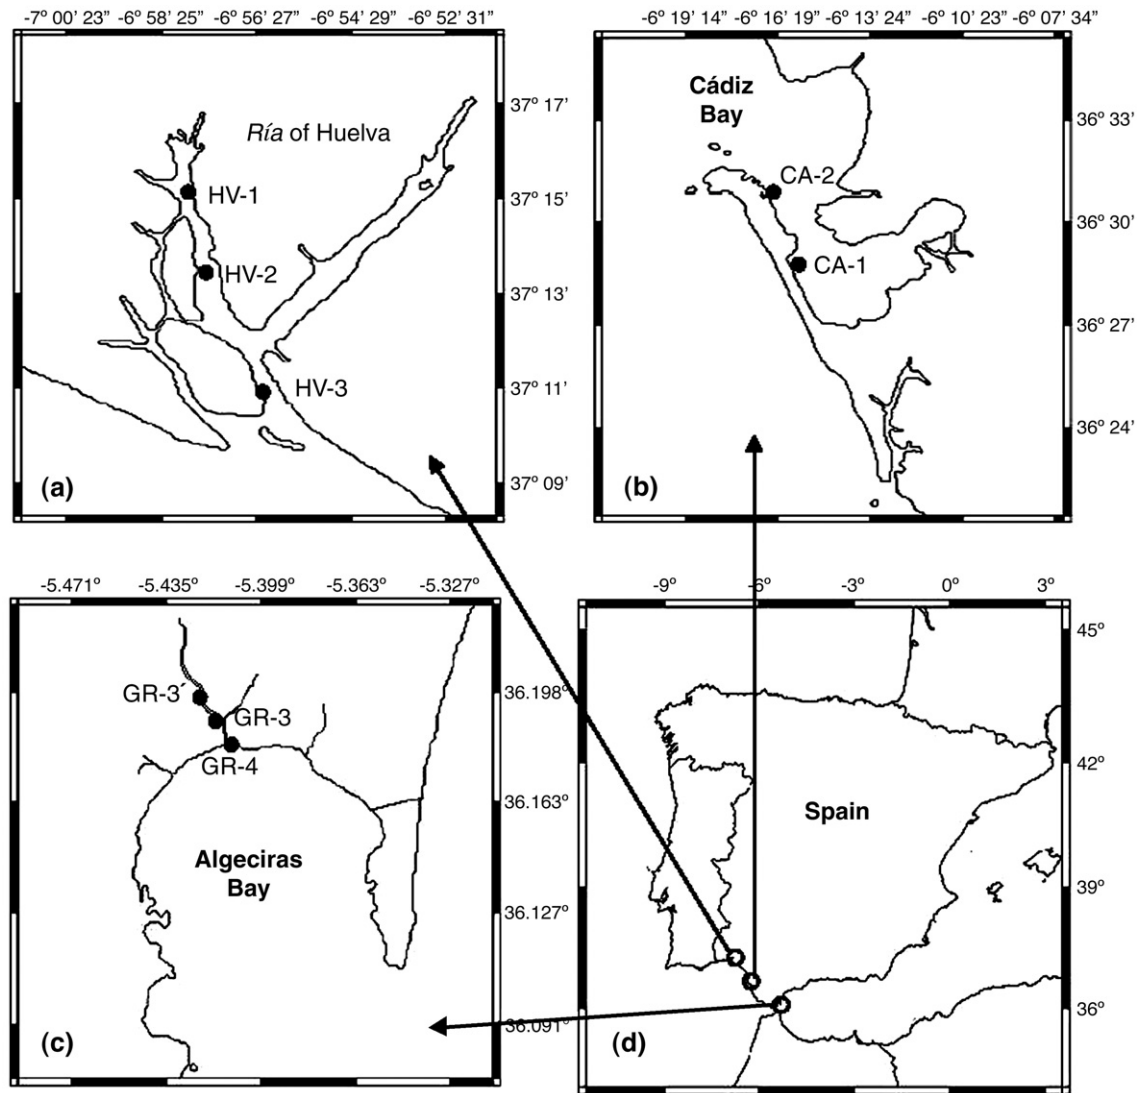 -7º 00’ 23” -6º 58’ 25” -6º 56’ 27” -6º 54’ 29” -6º 52’ 31”
37º 17’
Ría of Huelva
HV-1
37º 15’
HV-2
37º 13’
HV-3
37º 11’
(a)
37º 09’
-6º 19’ 14” -6º 16’ 19” -6º 13’ 24” -6º 10’ 23” -6º 07’ 34”
Cádiz
Bay
36º 33’
CA-2
36º 30’
CA-1
36º 27’
36º 24’
(b)
-5.471º -5.435º -5.399º -5.363º -5.327º
GR-3´
36.198º
GR-3
GR-4
36.163º
Algeciras
Bay
36.127º
36.091º
(c)
-9º -6º -3º 0º 3º
45º
42º
Spain
39º
36º
(d)